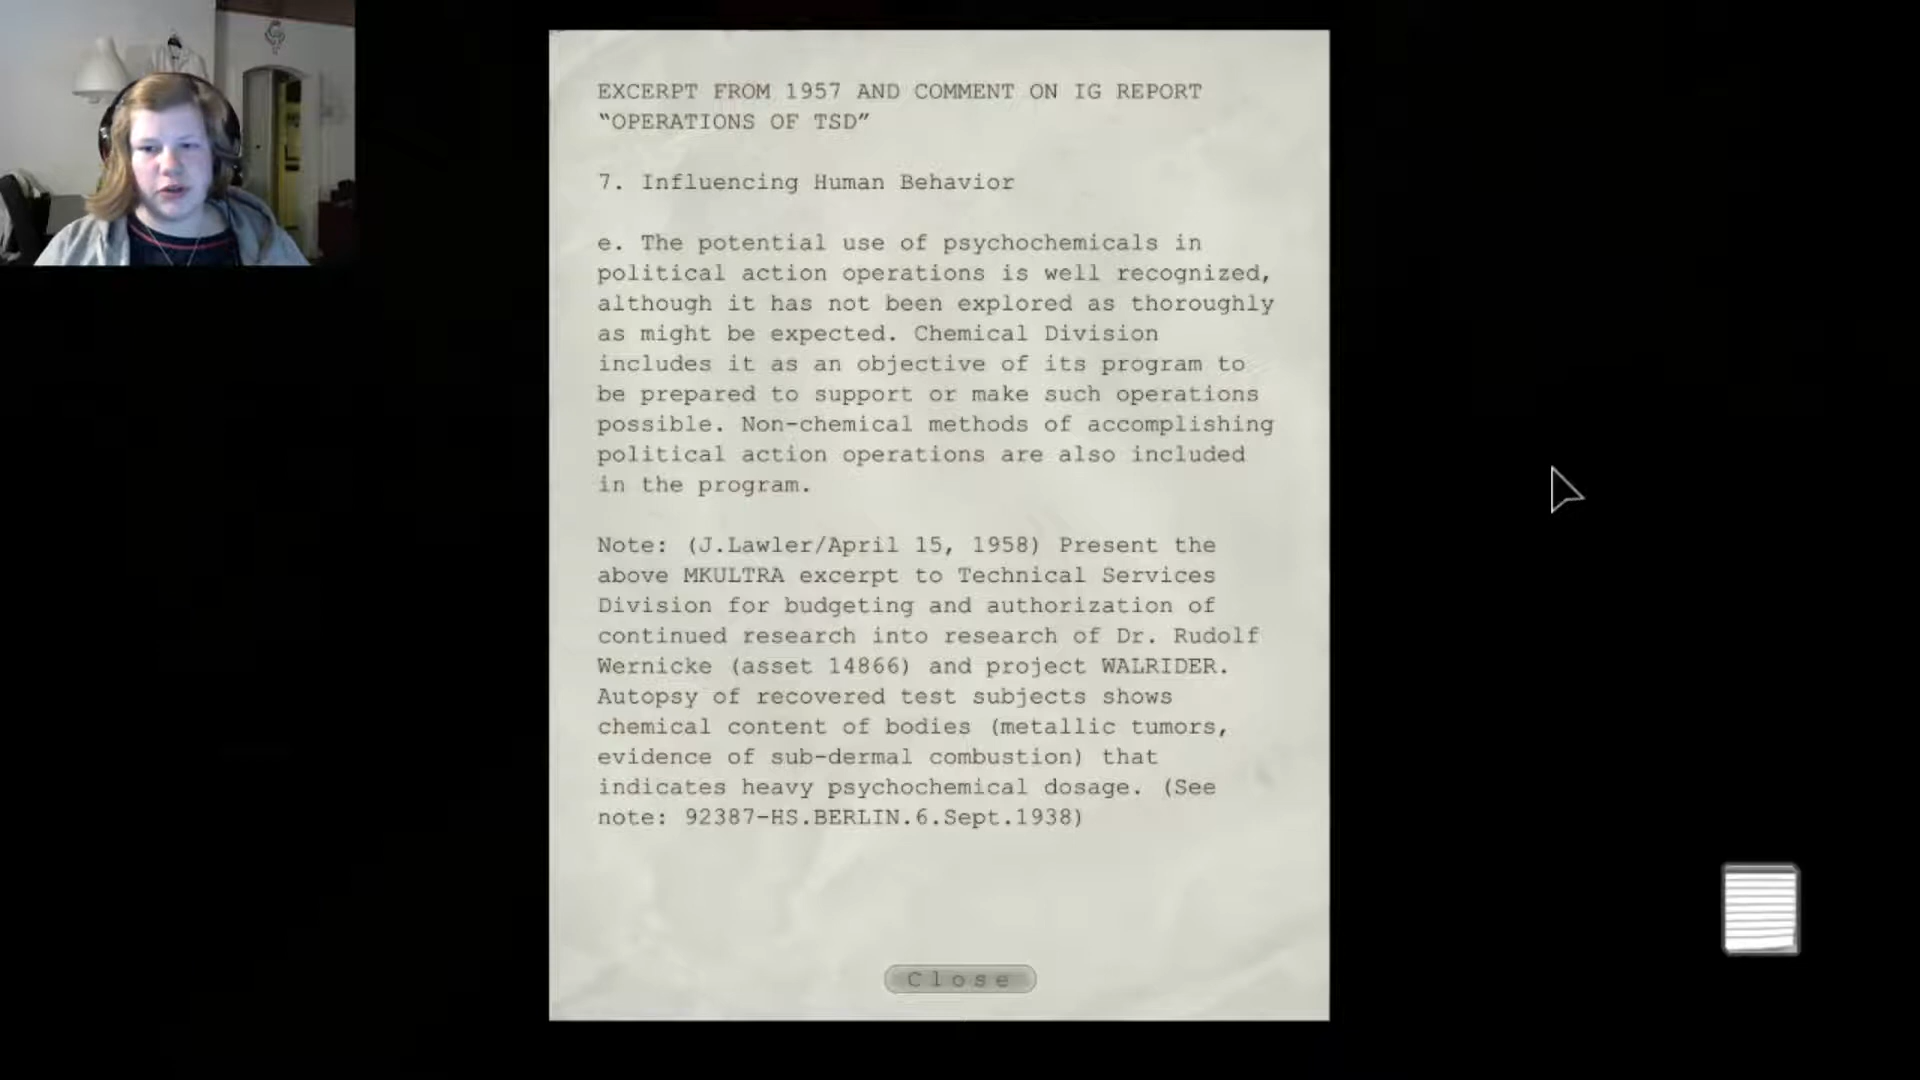 EXCERPT FROM 1957 AND COMMENT ON IG REPORT
“OPERATIONS OF TSD”
7. Influencing Human Behavior
e. The potential use of psychochemicals in
political action operations is well recognized,
although it has not been explored as thoroughly
as might be expected. Chemical Division
includes it as an objective of its program to
be prepared to support or make such operations
possible. Non-chemical methods of accomplishing
political action operations are also included
in the program.
Note: (J.Lawler/April 15, 1958) Present the
above MKULTRA excerpt to Technical Services
Division for budgeting and authorization of
continued research into research of Dr. Rudolf
Wernicke (asset 14866) and project WALRIDER.
Autopsy of recovered test subjects shows
chemical content of bodies (metallic tumors,
evidence of sub-dermal combustion) that
indicates heavy psychochemical dosage. (See
note: 92387-HS.BERLIN.6.Sept.1938)
Close